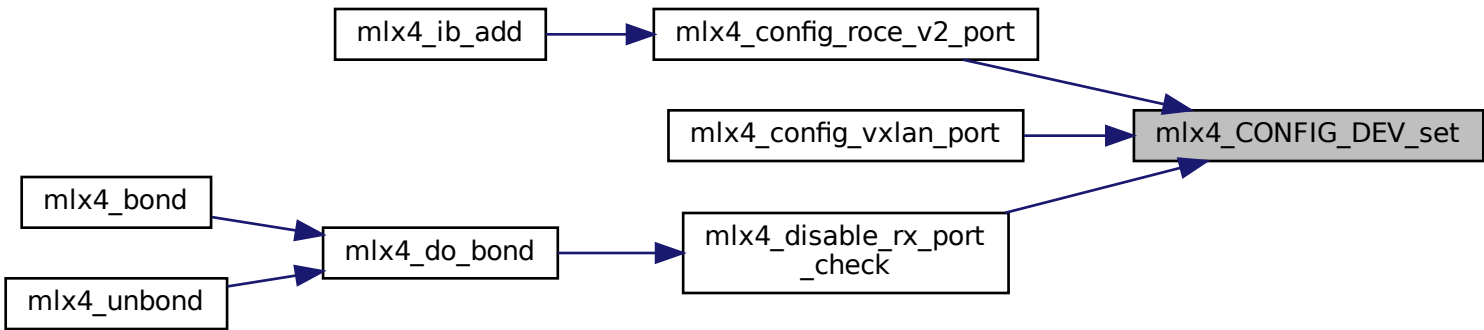 mlx4_ib_add
mlx4_config_roce_v2_port
mlx4_config_vxlan_port
mlx4_CONFIG_DEV_set
mlx4_bond
mlx4_do_bond
mlx4_disable_rx_port
_check
mlx4_unbond